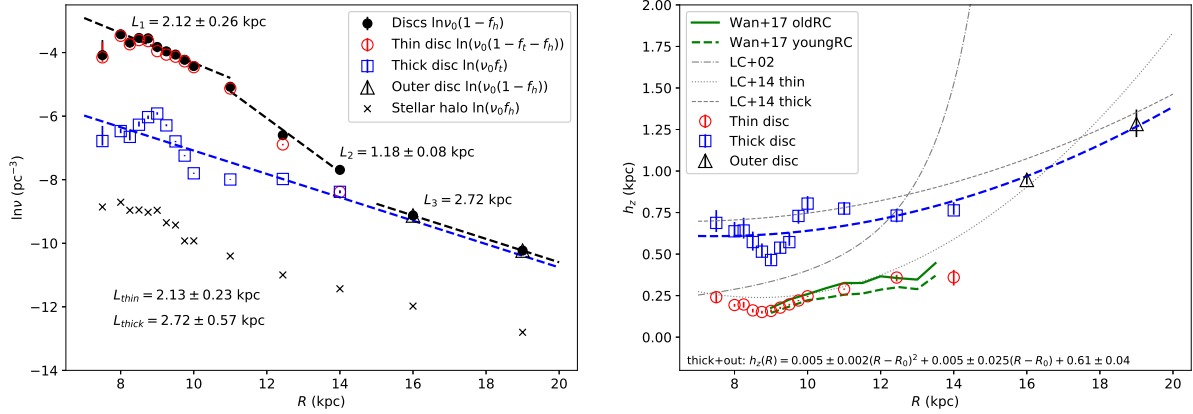 L₁ = 2.12 ± 0.26 kpc
Discs lnν₀(1 − fₕ)
Thin disc ln(ν₀(1 − fₜ − fₕ))
Thick disc ln(ν₀fₜ)
Outer disc ln(ν₀(1 − fₕ))
Stellar halo ln(ν₀fₕ)
L₂ = 1.18 ± 0.08 kpc
L₃ = 2.72
L_thin = 2.13 ± 0.23 kpc
L_thick = 2.72 ± 0.57 kpc
lnν (pc⁻³)
−4
−6
−8
−10
−12
−14
8 10 12 14 16 18 20
R (kpc)
Wan+17 oldRC
Wan+17 youngRC
LC+02
LC+14 thin
LC+14 thick
Thin disc
Thick disc
Outer disc
h_z (kpc)
2.00
1.75
1.50
1.25
1.00
0.75
0.50
0.25
0.00
thick+out: h_z(R) = 0.005 ± 0.002(R − R₀)² + 0.005 ± 0.025(R − R₀) + 0.61 ± 0.04
8 10 12 14 16 18 20
R (kpc)